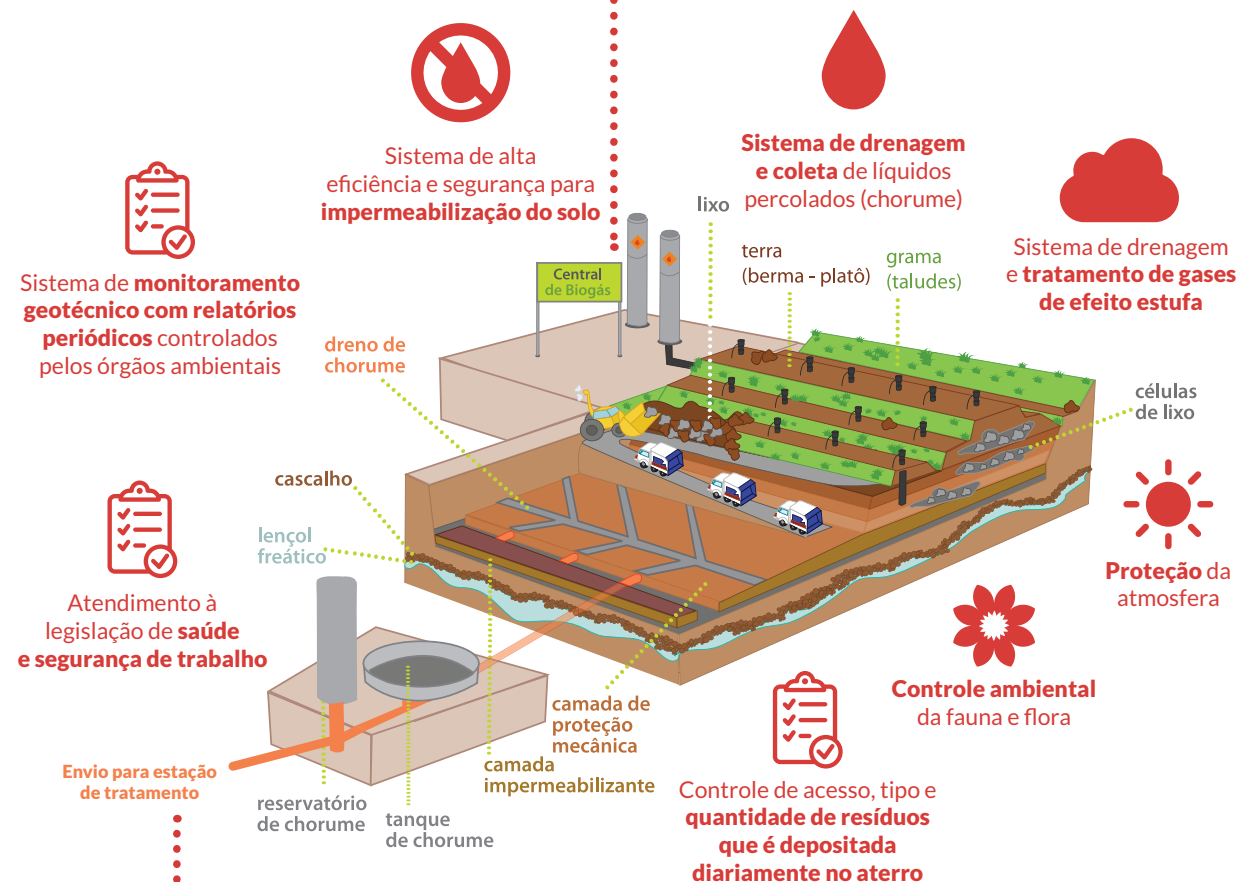 Sistema de alta
eficiência e segurança para
impermeabilização do solo
Sistema de drenagem
e coleta de líquidos
percolados (chorume)
Sistema de drenagem
e tratamento de gases
de efeito estufa
Sistema de monitoramento
geotécnico com relatórios
periódicos controlados
pelos órgãos ambientais
lixo
terra
(berma - platô)
grama
(taludes)
Central
de Biogás
dreno de
chorume
células
de lixo
cascalho
lençol
freático
Proteção da
atmosfera
Atendimento à
legislação de saúde
e segurança de trabalho
Controle ambiental
da fauna e flora
camada de
proteção
mecânica
camada
impermeabilizante
Envio para estação
de tratamento
reservatório
de chorume
tanque
de chorume
Controle de acesso, tipo e
quantidade de resíduos
que é depositada
diariamente no aterro